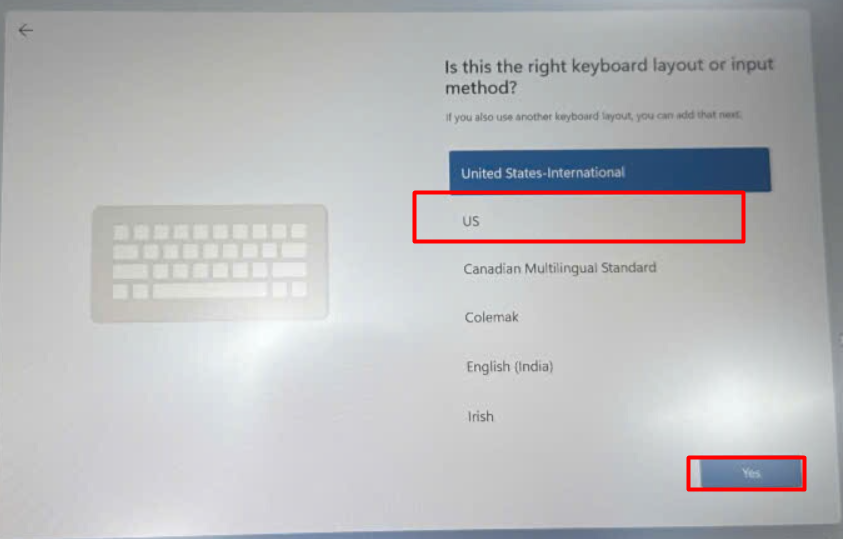 Is this the right keyboard layout or input
method?
If you also use another keyboard layout, you can add that next.
United States-International
US
Canadian Multilingual Standard
Colemak
English (India)
Irish
Yes